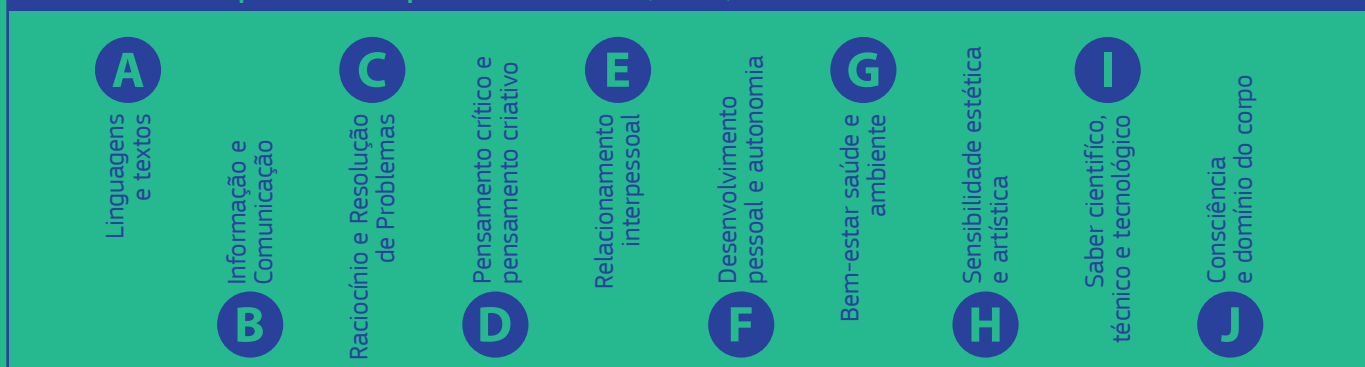 A
Linguagens
e textos
B
Informação e
Comunicação
C
Raciocínio e Resolução
de Problemas
D
Pensamento crítico e
pensamento criativo
E
Relacionamento
interpessoal
F
Desenvolvimento
pessoal e autonomia
G
Bem-estar saúde e
ambiente
H
Sensibilidade estética
e artística
I
Saber científico,
técnico e tecnológico
J
Consciência
e domínio do corpo